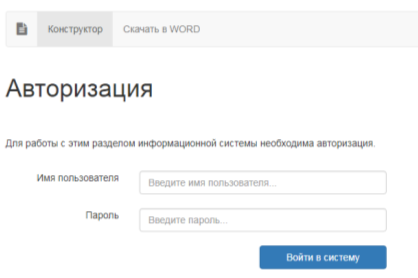 Конструктор Скачать в WORD
Авторизация
Для работы с этим разделом информационной системы необходима авторизация.
Имя пользователя Введите имя пользователя...
Пароль Введите пароль...
Войти в систему